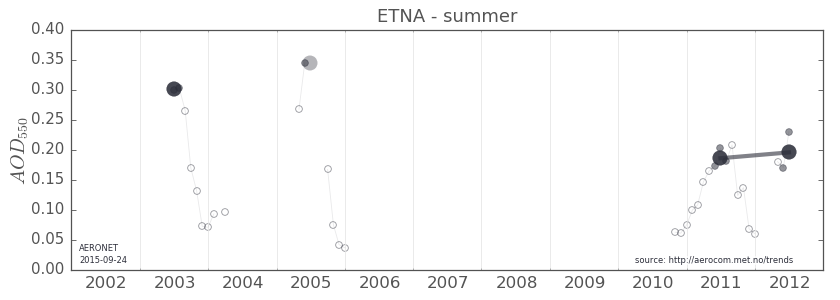 ETNA - summer
0.40
0.35
0.30
0.25
0.20
0.15
0.10
0.05
0.00
AOD550
AERONET
2015-09-24
source: http://aerocom.met.no/trends
2002 2003 2004 2005 2006 2007 2008 2009 2010 2011 2012